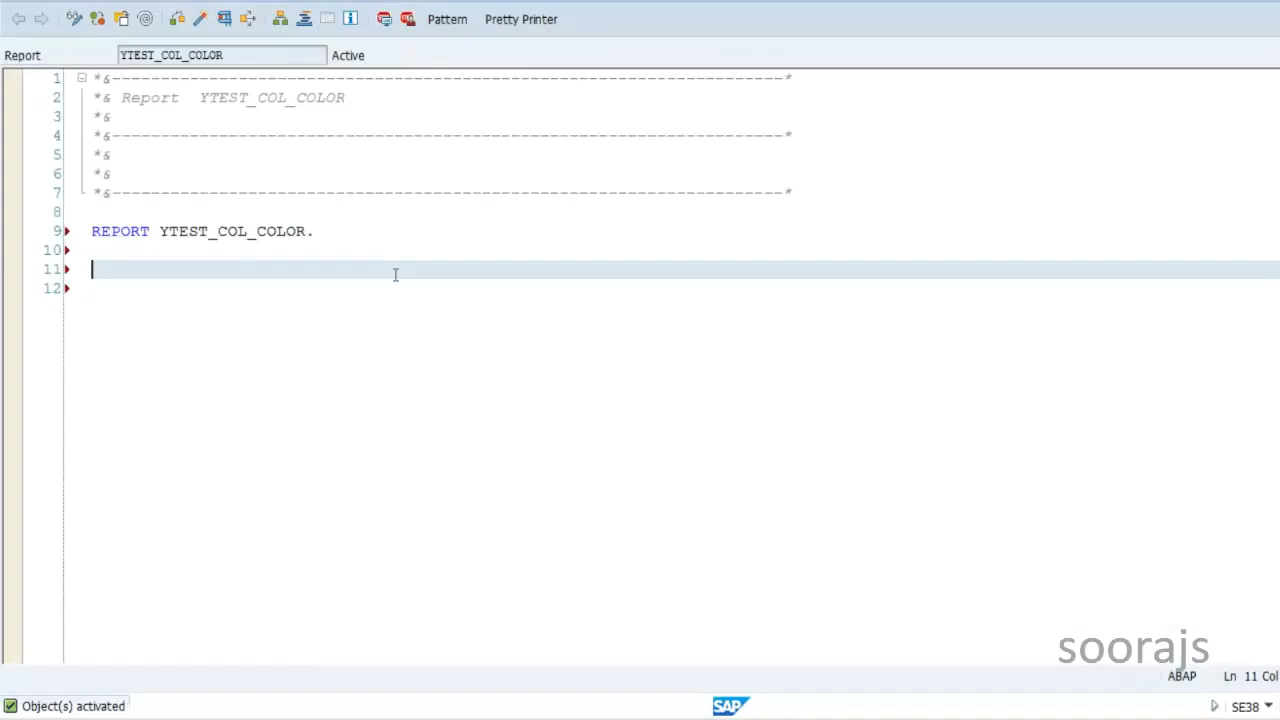 Pattern Pretty Printer
Report YTEST_COL_COLOR Active
1 *&---------------------------------------------------------------------*
2 *& Report YTEST_COL_COLOR
3 *&
4 *&---------------------------------------------------------------------*
5 *&
6 *&
7 *&---------------------------------------------------------------------*
8
9 REPORT YTEST_COL_COLOR.
10
11
12
soorajs
ABAP Ln 11 Col
Object(s) activated SAP SE38